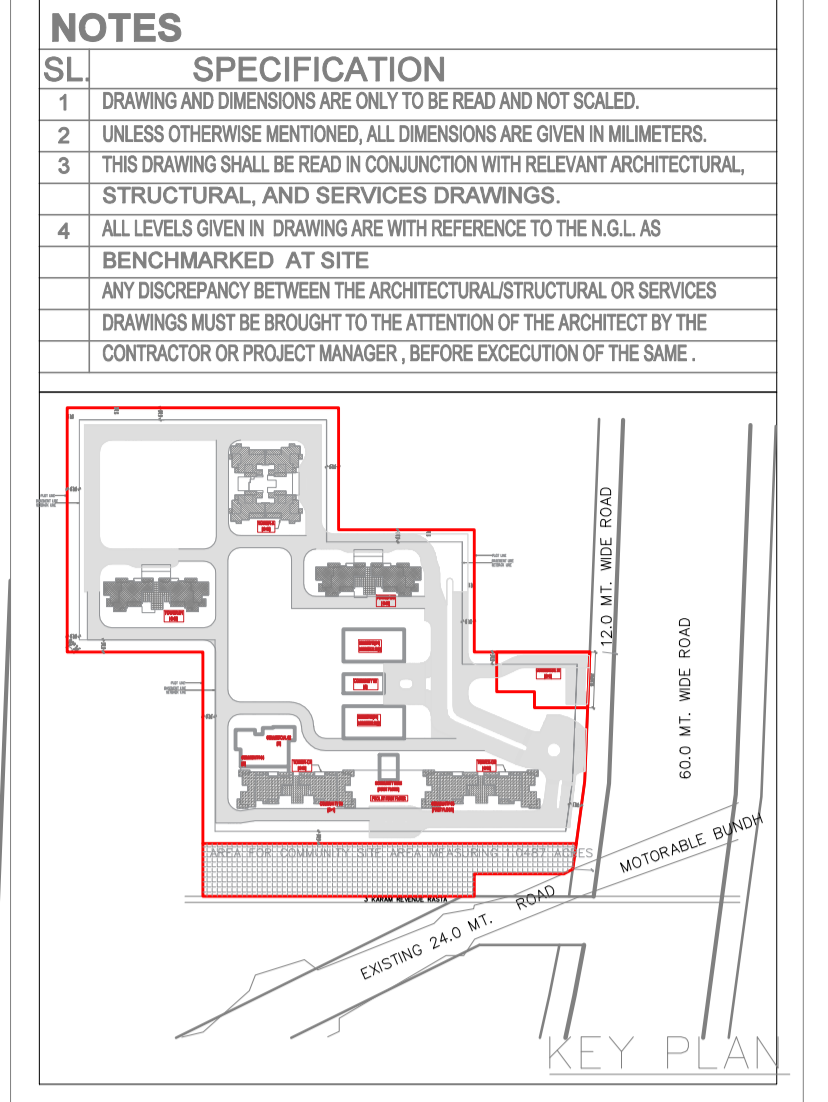 NOTES
SL. SPECIFICATION
1 DRAWING AND DIMENSIONS ARE ONLY TO BE READ AND NOT SCALED.
2 UNLESS OTHERWISE MENTIONED, ALL DIMENSIONS ARE GIVEN IN MILIMETERS.
3 THIS DRAWING SHALL BE READ IN CONJUNCTION WITH RELEVANT ARCHITECTURAL,
STRUCTURAL, AND SERVICES DRAWINGS.
4 ALL LEVELS GIVEN IN DRAWING ARE WITH REFERENCE TO THE N.G.L. AS
BENCHMARKED AT SITE
ANY DISCREPANCY BETWEEN THE ARCHITECTURAL/STRUCTURAL OR SERVICES
DRAWINGS MUST BE BROUGHT TO THE ATTENTION OF THE ARCHITECT BY THE
CONTRACTOR OR PROJECT MANAGER , BEFORE EXCECUTION OF THE SAME .
12.0 MT. WIDE ROAD
60.0 MT. WIDE ROAD
AREA FOR COMMUNITY SITE AREA MEASURING 1.0487 ACRES
3 KARAM REVENUE RASTA
MOTORABLE BUNDH
EXISTING 24.0 MT. ROAD
KEY PLAN